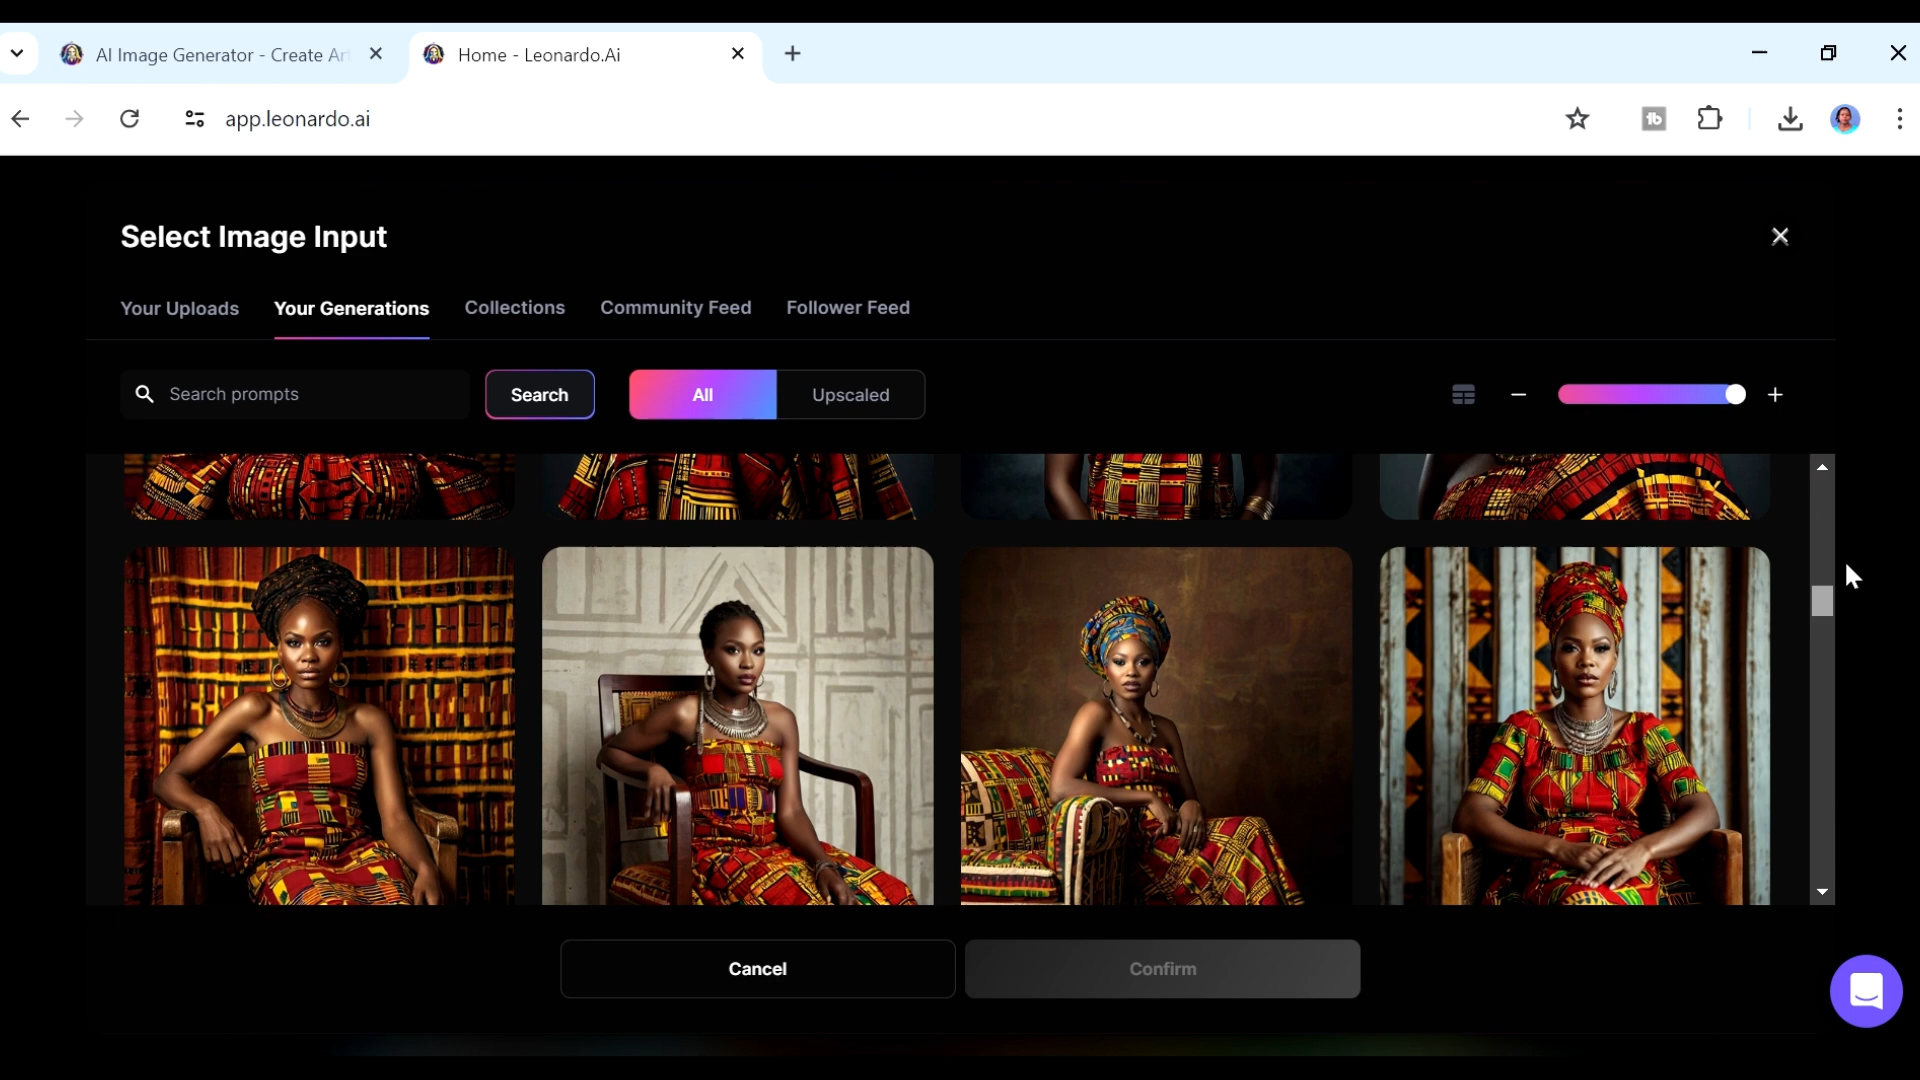 AI Image Generator - Create Ar
Home - Leonardo.Ai
app.leonardo.ai
tb
Select Image Input
Your Uploads
Your Generations
Collections
Community Feed
Follower Feed
Search prompts
Search
All
Upscaled
Cancel
Confirm